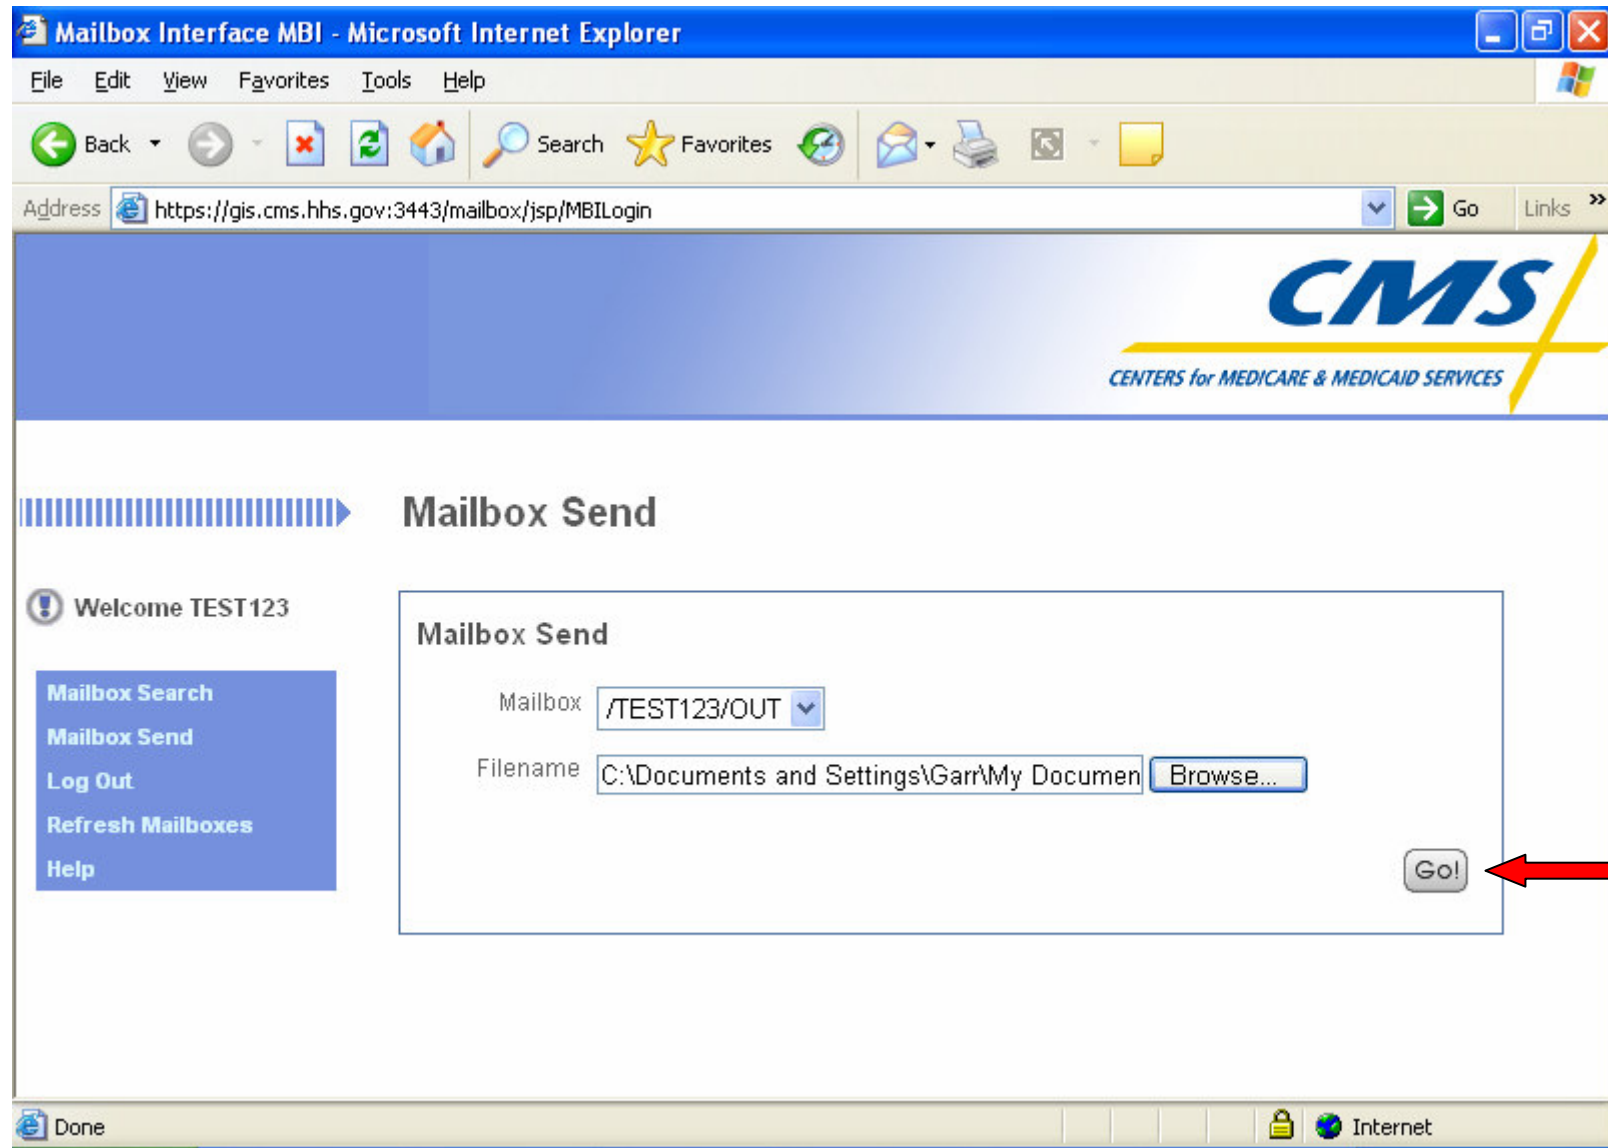 Mailbox Interface MBI - Microsoft Internet Explorer
File Edit View Favorites Tools Help
Back Search Favorites
Address https://gis.cms.hhs.gov:3443/mailbox/jsp/MBILogin Go Links »
CMS
CENTERS for MEDICARE & MEDICAID SERVICES
Mailbox Send
Welcome TEST123
Mailbox Search
Mailbox Send
Log Out
Refresh Mailboxes
Help
Mailbox Send
Mailbox /TEST123/OUT
Filename C:\Documents and Settings\Garr\My Documen Browse...
Go!
Done Internet